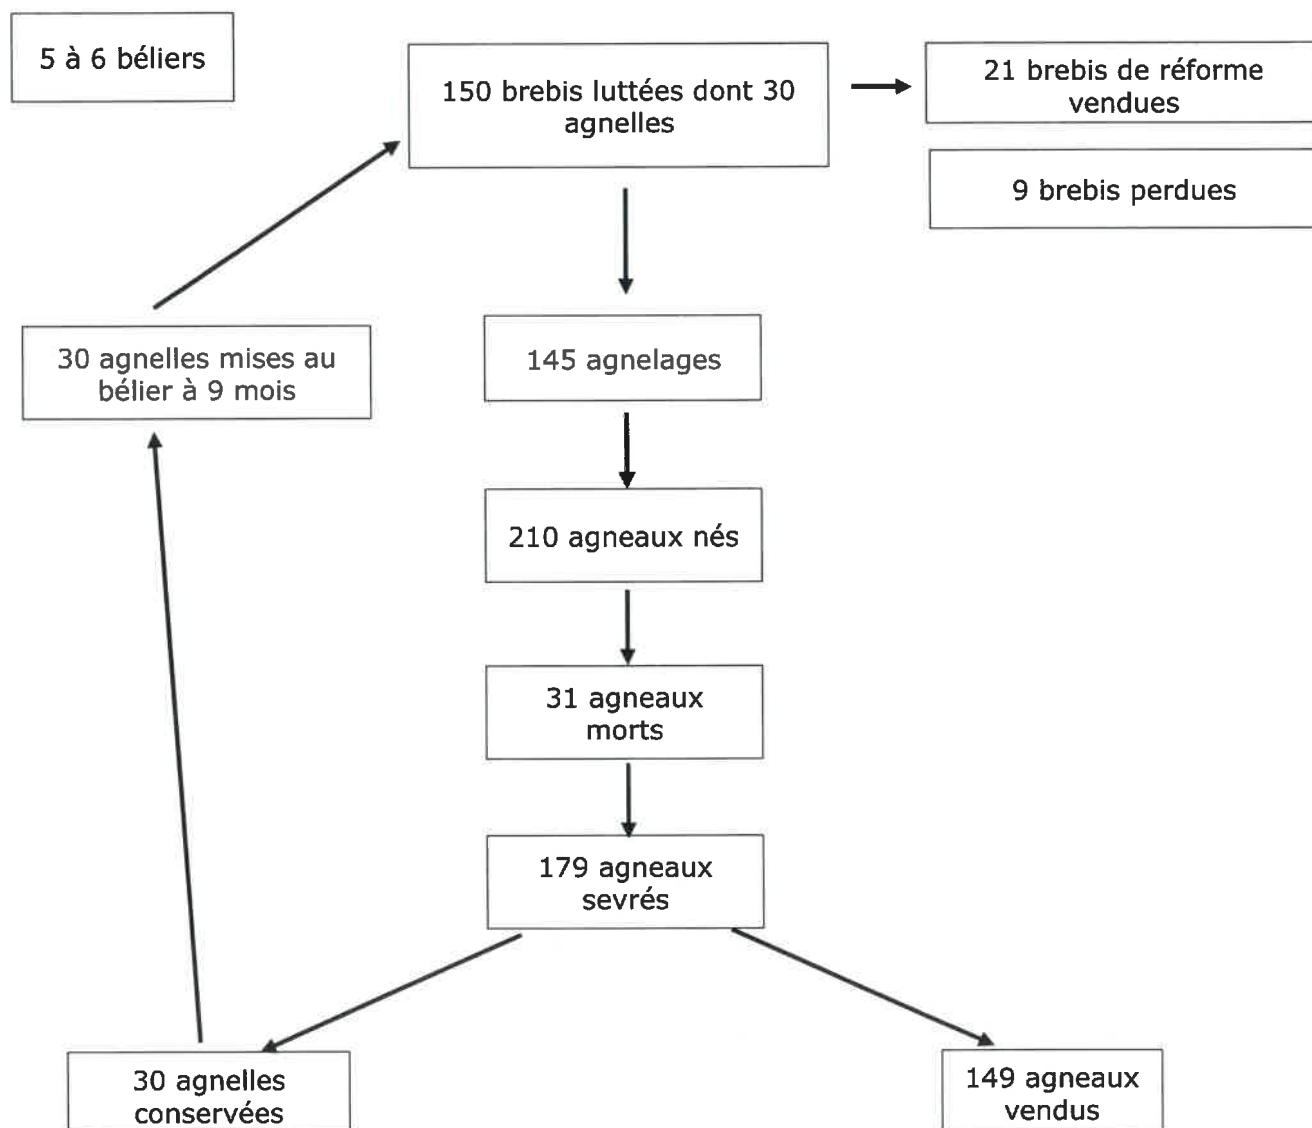 5 à 6 béliers
150 brebis luttées dont 30
agnelles
21 brebis de réforme
vendues
9 brebis perdues
30 agnelles mises au
bélier à 9 mois
145 agnelages
210 agneaux nés
31 agneaux
morts
179 agneaux
sevrés
30 agnelles
conservées
149 agneaux
vendus